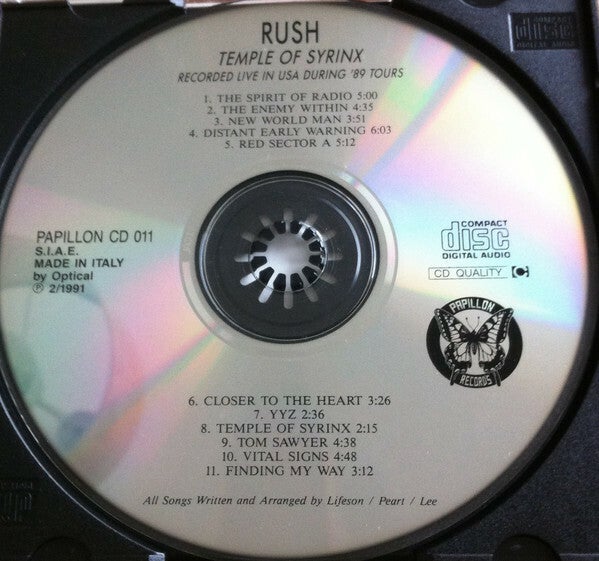 RUSH
TEMPLE OF SYRINX
RECORDED LIVE IN USA DURING '89 TOURS
1. THE SPIRIT OF RADIO 5:00
2. THE ENEMY WITHIN 4:35
3. NEW WORLD MAN 3:51
4. DISTANT EARLY WARNING 6:03
5. RED SECTOR A 5:12
PAPILLON CD 011
S.I.A.E.
MADE IN ITALY
by Optical
℗ 2/1991
COMPACT
disc
DIGITAL AUDIO
CD QUALITY
PAPILLON
RECORDS
6. CLOSER TO THE HEART 3:26
7. YYZ 2:36
8. TEMPLE OF SYRINX 2:15
9. TOM SAWYER 4:38
10. VITAL SIGNS 4:48
11. FINDING MY WAY 3:12
All Songs Written and Arranged by Lifeson / Peart / Lee
COMPACT
disc
DIGITAL AUDIO